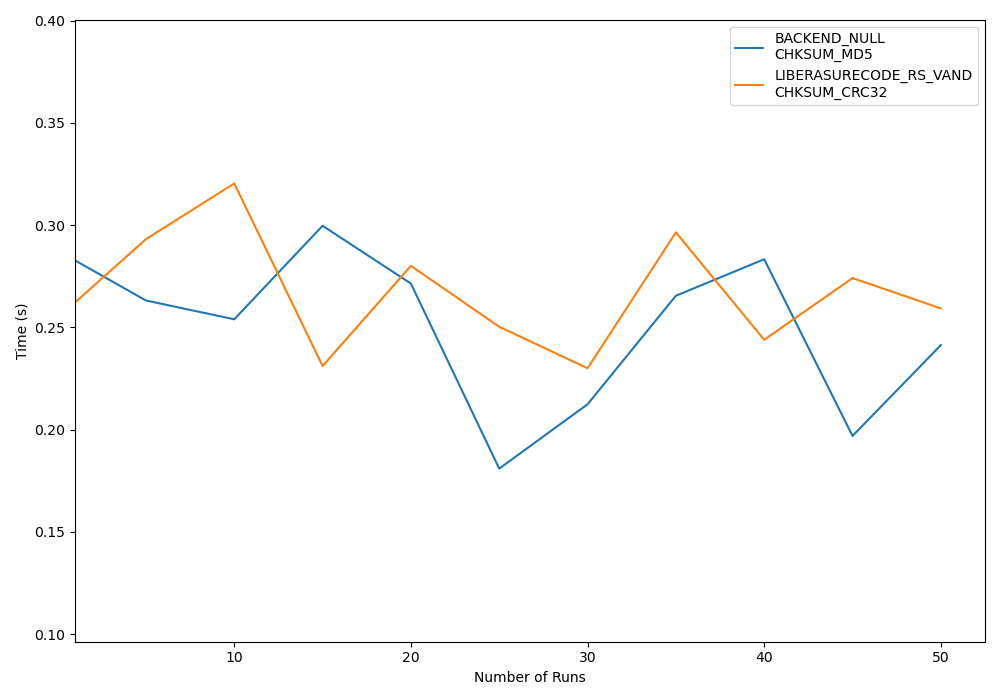 0.40
0.35
0.30
0.25
0.20
0.15
0.10
Time (s)
BACKEND_NULL
CHKSUM_MD5
LIBERASURECODE_RS_VAND
CHKSUM_CRC32
10 20 30 40 50
Number of Runs